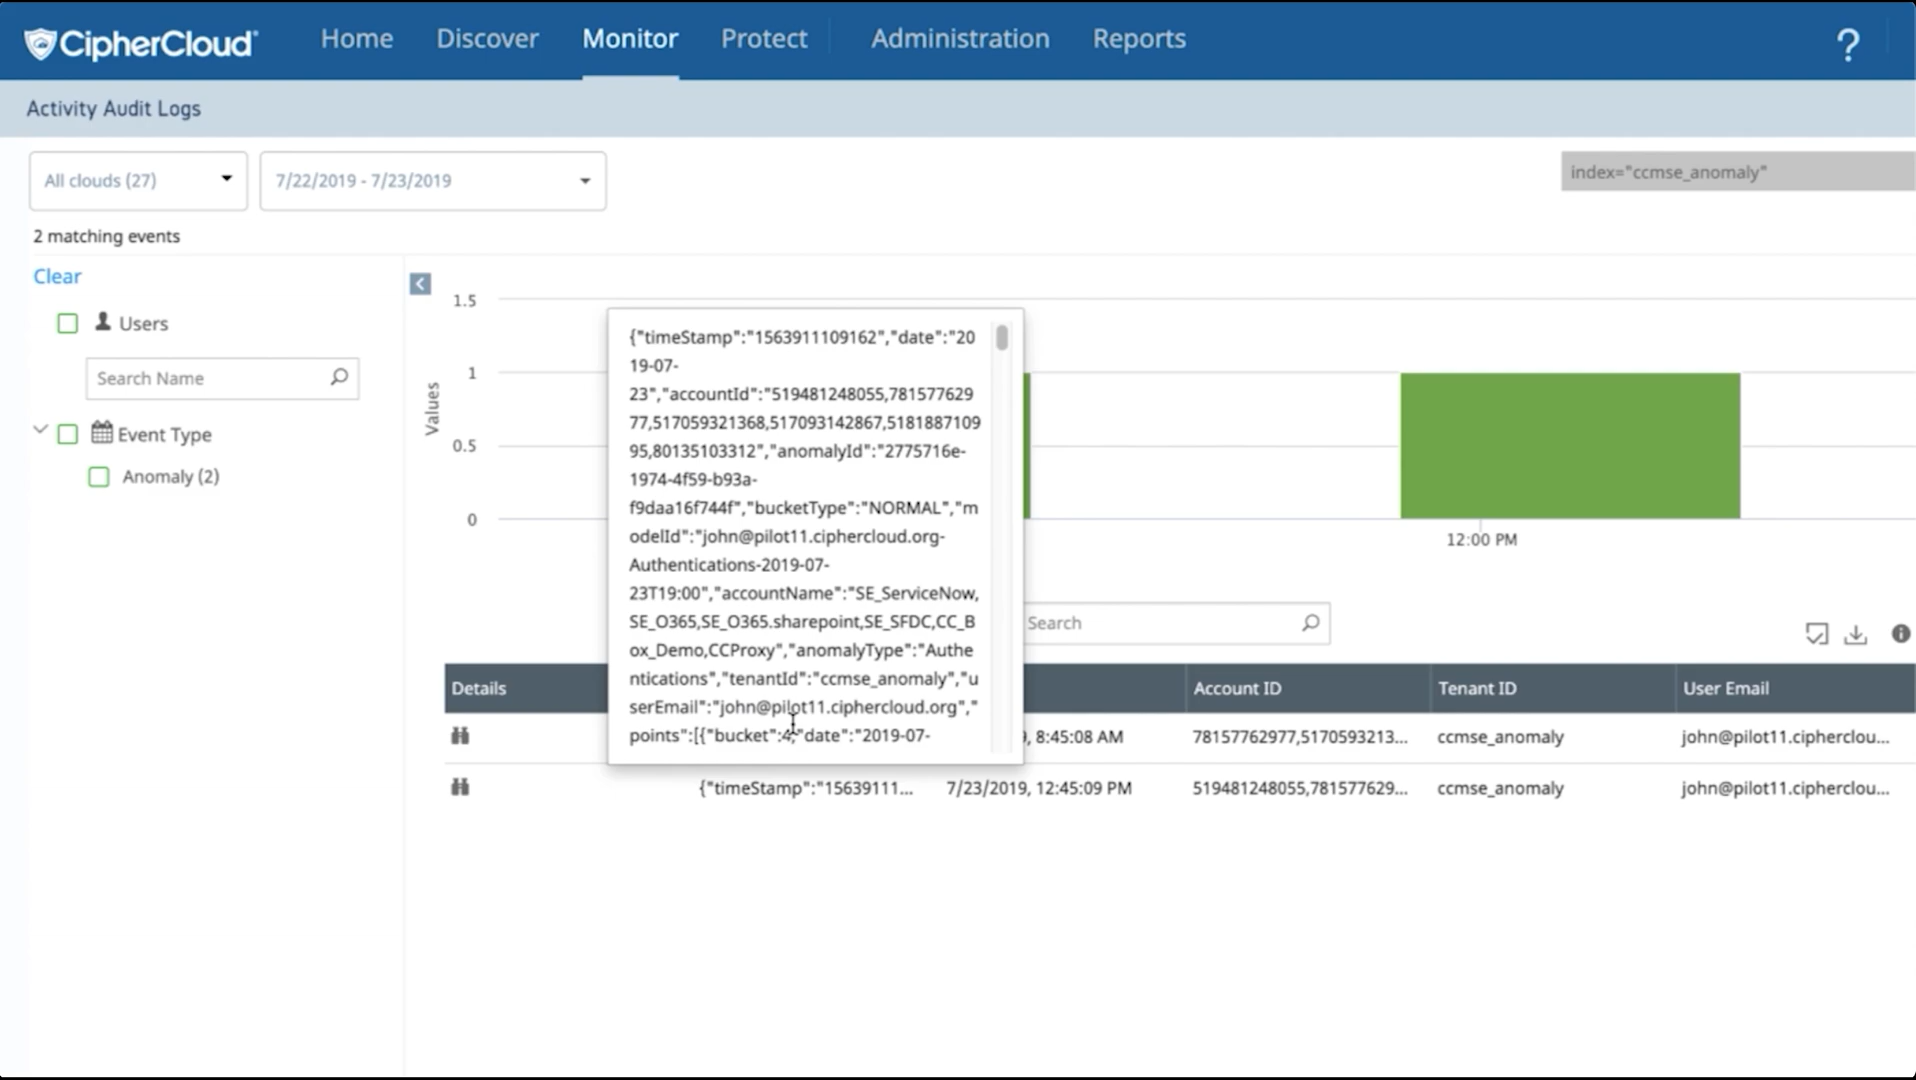 CipherCloud Home Discover Monitor Protect Administration Reports ?
Activity Audit Logs
All clouds (27) 7/22/2019 - 7/23/2019 index="ccmse_anomaly"
2 matching events
Clear
Users
Search Name
Event Type
Anomaly (2)
Values
1.5
1
0.5
0
12:00 PM
{"timeStamp":"1563911109162","date":"20
19-07-
23","accountId":"519481248055,781577629
77,517059321368,517093142867,5181887109
95,80135103312","anomalyId":"2775716e-
1974-4f59-b93a-
f9daa16f744f","bucketType":"NORMAL","m
odelId":"john@pilot11.ciphercloud.org-
Authentications-2019-07-
23T19:00","accountName":"SE_ServiceNow,
SE_O365,SE_O365.sharepoint,SE_SFDC,CC_B
ox_Demo,CCProxy","anomalyType":"Authe
ntications","tenantId":"ccmse_anomaly","u
serEmail":"john@pilot11.ciphercloud.org","
points":[{"bucket":4,"date":"2019-07-
Search
Details Account ID Tenant ID User Email
8:45:08 AM 78157762977,5170593213... ccmse_anomaly john@pilot11.cipherclou...
{"timeStamp":"15639111... 7/23/2019, 12:45:09 PM 519481248055,781577629... ccmse_anomaly john@pilot11.cipherclou...